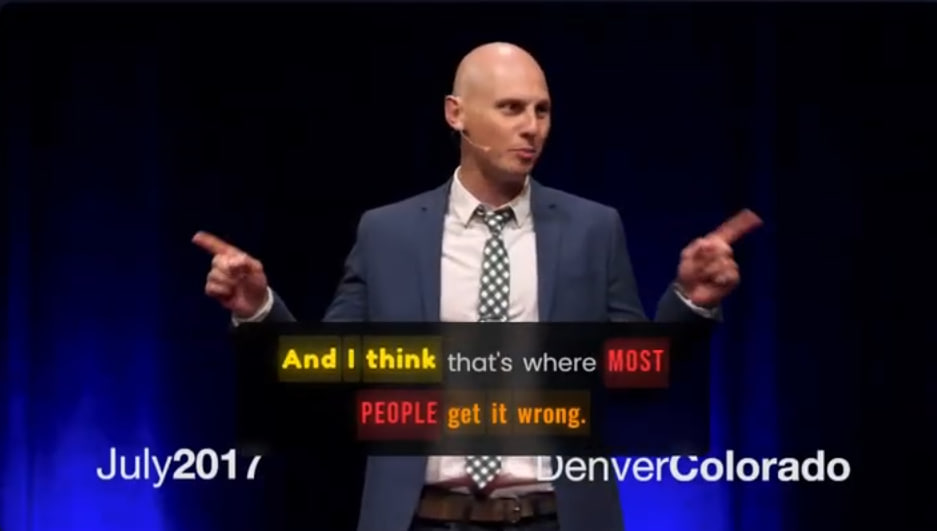 And I think that's where MOST
PEOPLE get it wrong.
July2017 DenverColorado